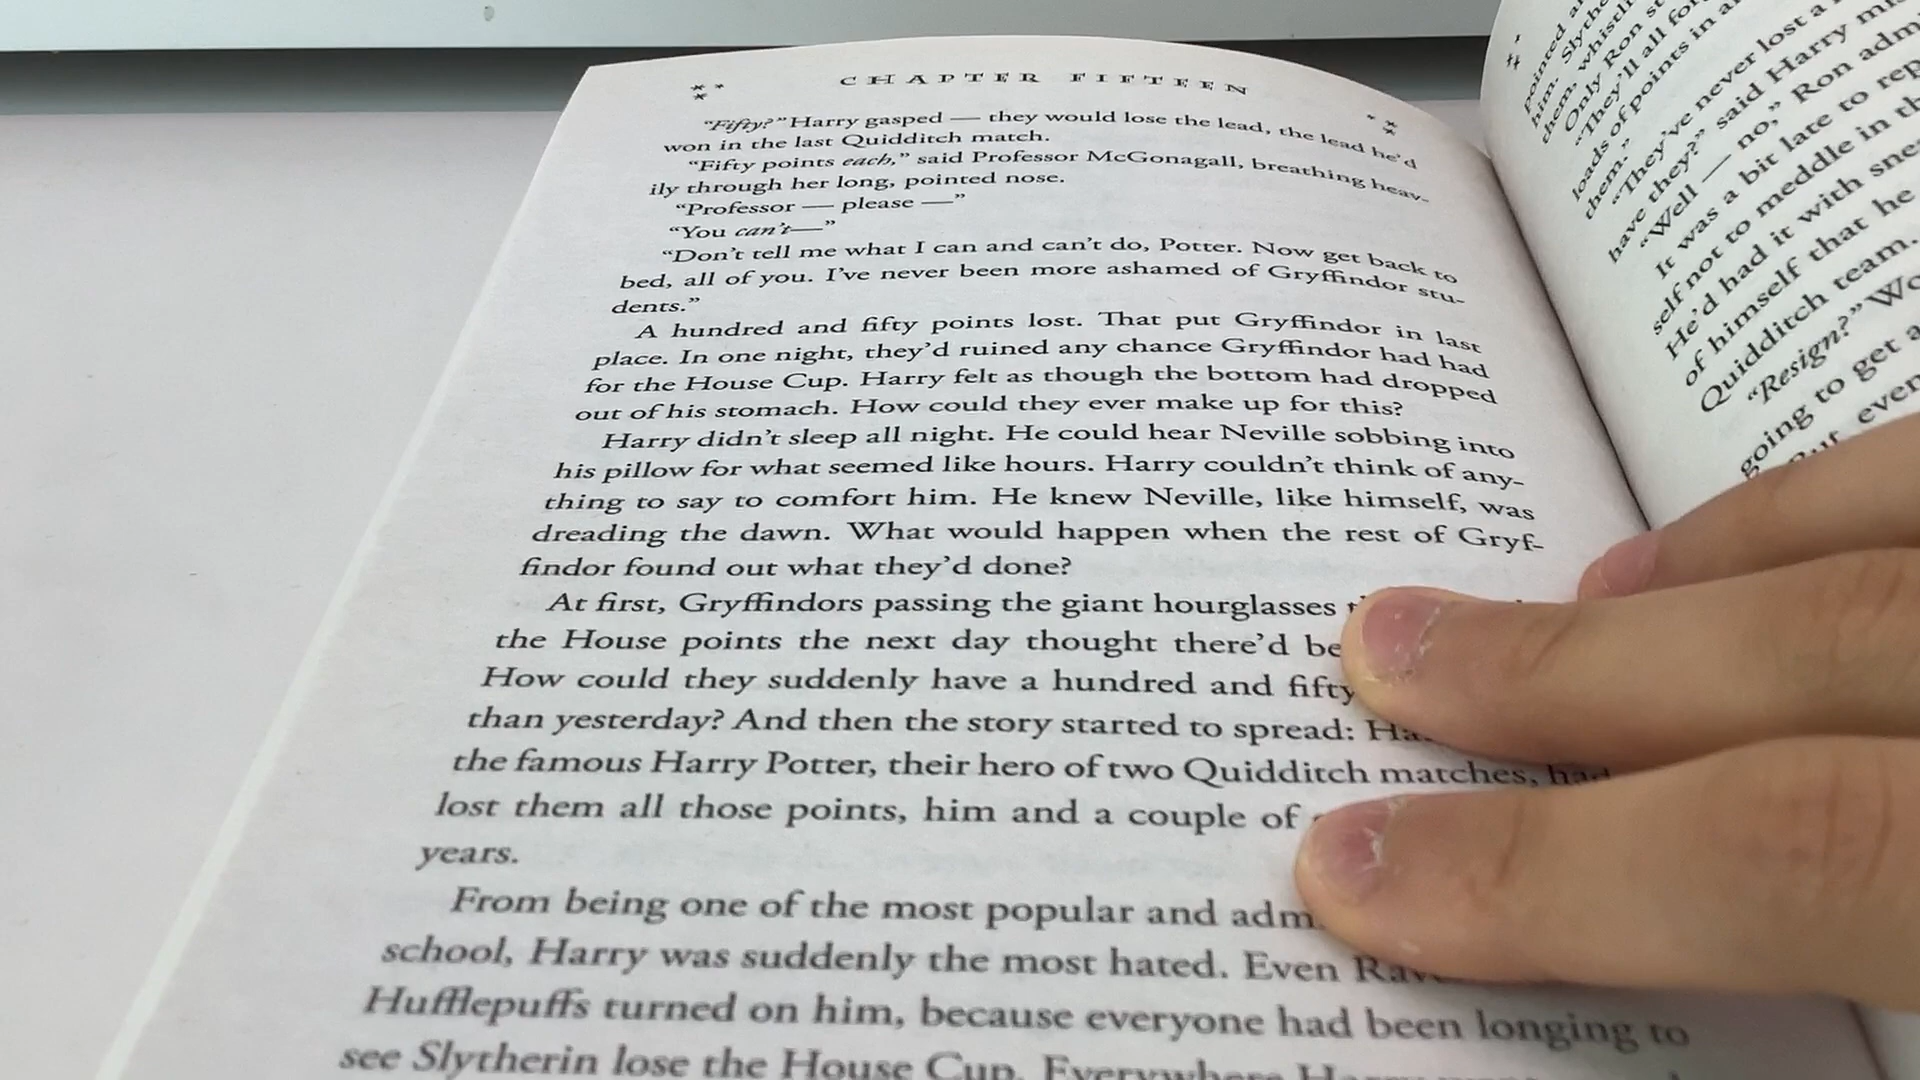 CHAPTER FIFTEEN
“Fifty?” Harry gasped — they would lose the lead, the lead he’d
won in the last Quidditch match.
“Fifty points each,” said Professor McGonagall, breathing heav-
ily through her long, pointed nose.
“Professor — please —”
“You can’t—”
“Don’t tell me what I can and can’t do, Potter. Now get back to
bed, all of you. I’ve never been more ashamed of Gryffindor stu-
dents.”
A hundred and fifty points lost. That put Gryffindor in last
place. In one night, they’d ruined any chance Gryffindor had had
for the House Cup. Harry felt as though the bottom had dropped
out of his stomach. How could they ever make up for this?
Harry didn’t sleep all night. He could hear Neville sobbing into
his pillow for what seemed like hours. Harry couldn’t think of any-
thing to say to comfort him. He knew Neville, like himself, was
dreading the dawn. What would happen when the rest of Gryf-
findor found out what they’d done?
At first, Gryffindors passing the giant hourglasses
the House points the next day thought there’d be
How could they suddenly have a hundred and fifty
than yesterday? And then the story started to spread:
the famous Harry Potter, their hero of two Quidditch matches, had
lost them all those points, him and a couple of
years.
From being one of the most popular and
school, Harry was suddenly the most hated. Even
Hufflepuffs turned on him, because everyone had been longing to
see Slytherin lose the House Cup. Everywhere
pointed
him.
them, whistl
Only Ron
“They’ll all
loads of points in
them.”
“They’ve never lost a
have they?” said Harry
“Well — no,” Ron
It was a bit late to
self not to meddle in
He’d had it with
of himself that he
Quidditch team.
“Resign?”
going to get a